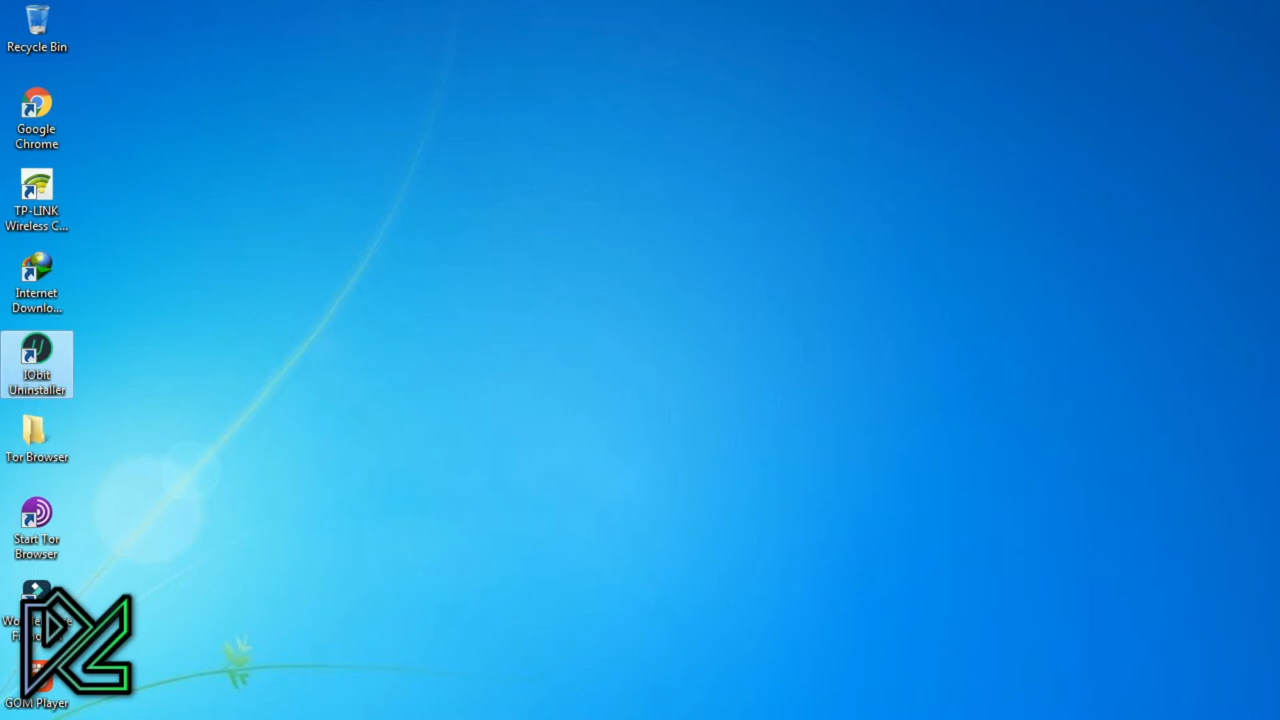 Recycle Bin
Google
Chrome
TP-LINK
Wireless C...
Internet
Downlo...
IObit
Uninstaller
Tor Browser
Start Tor
Browser
GOM Player